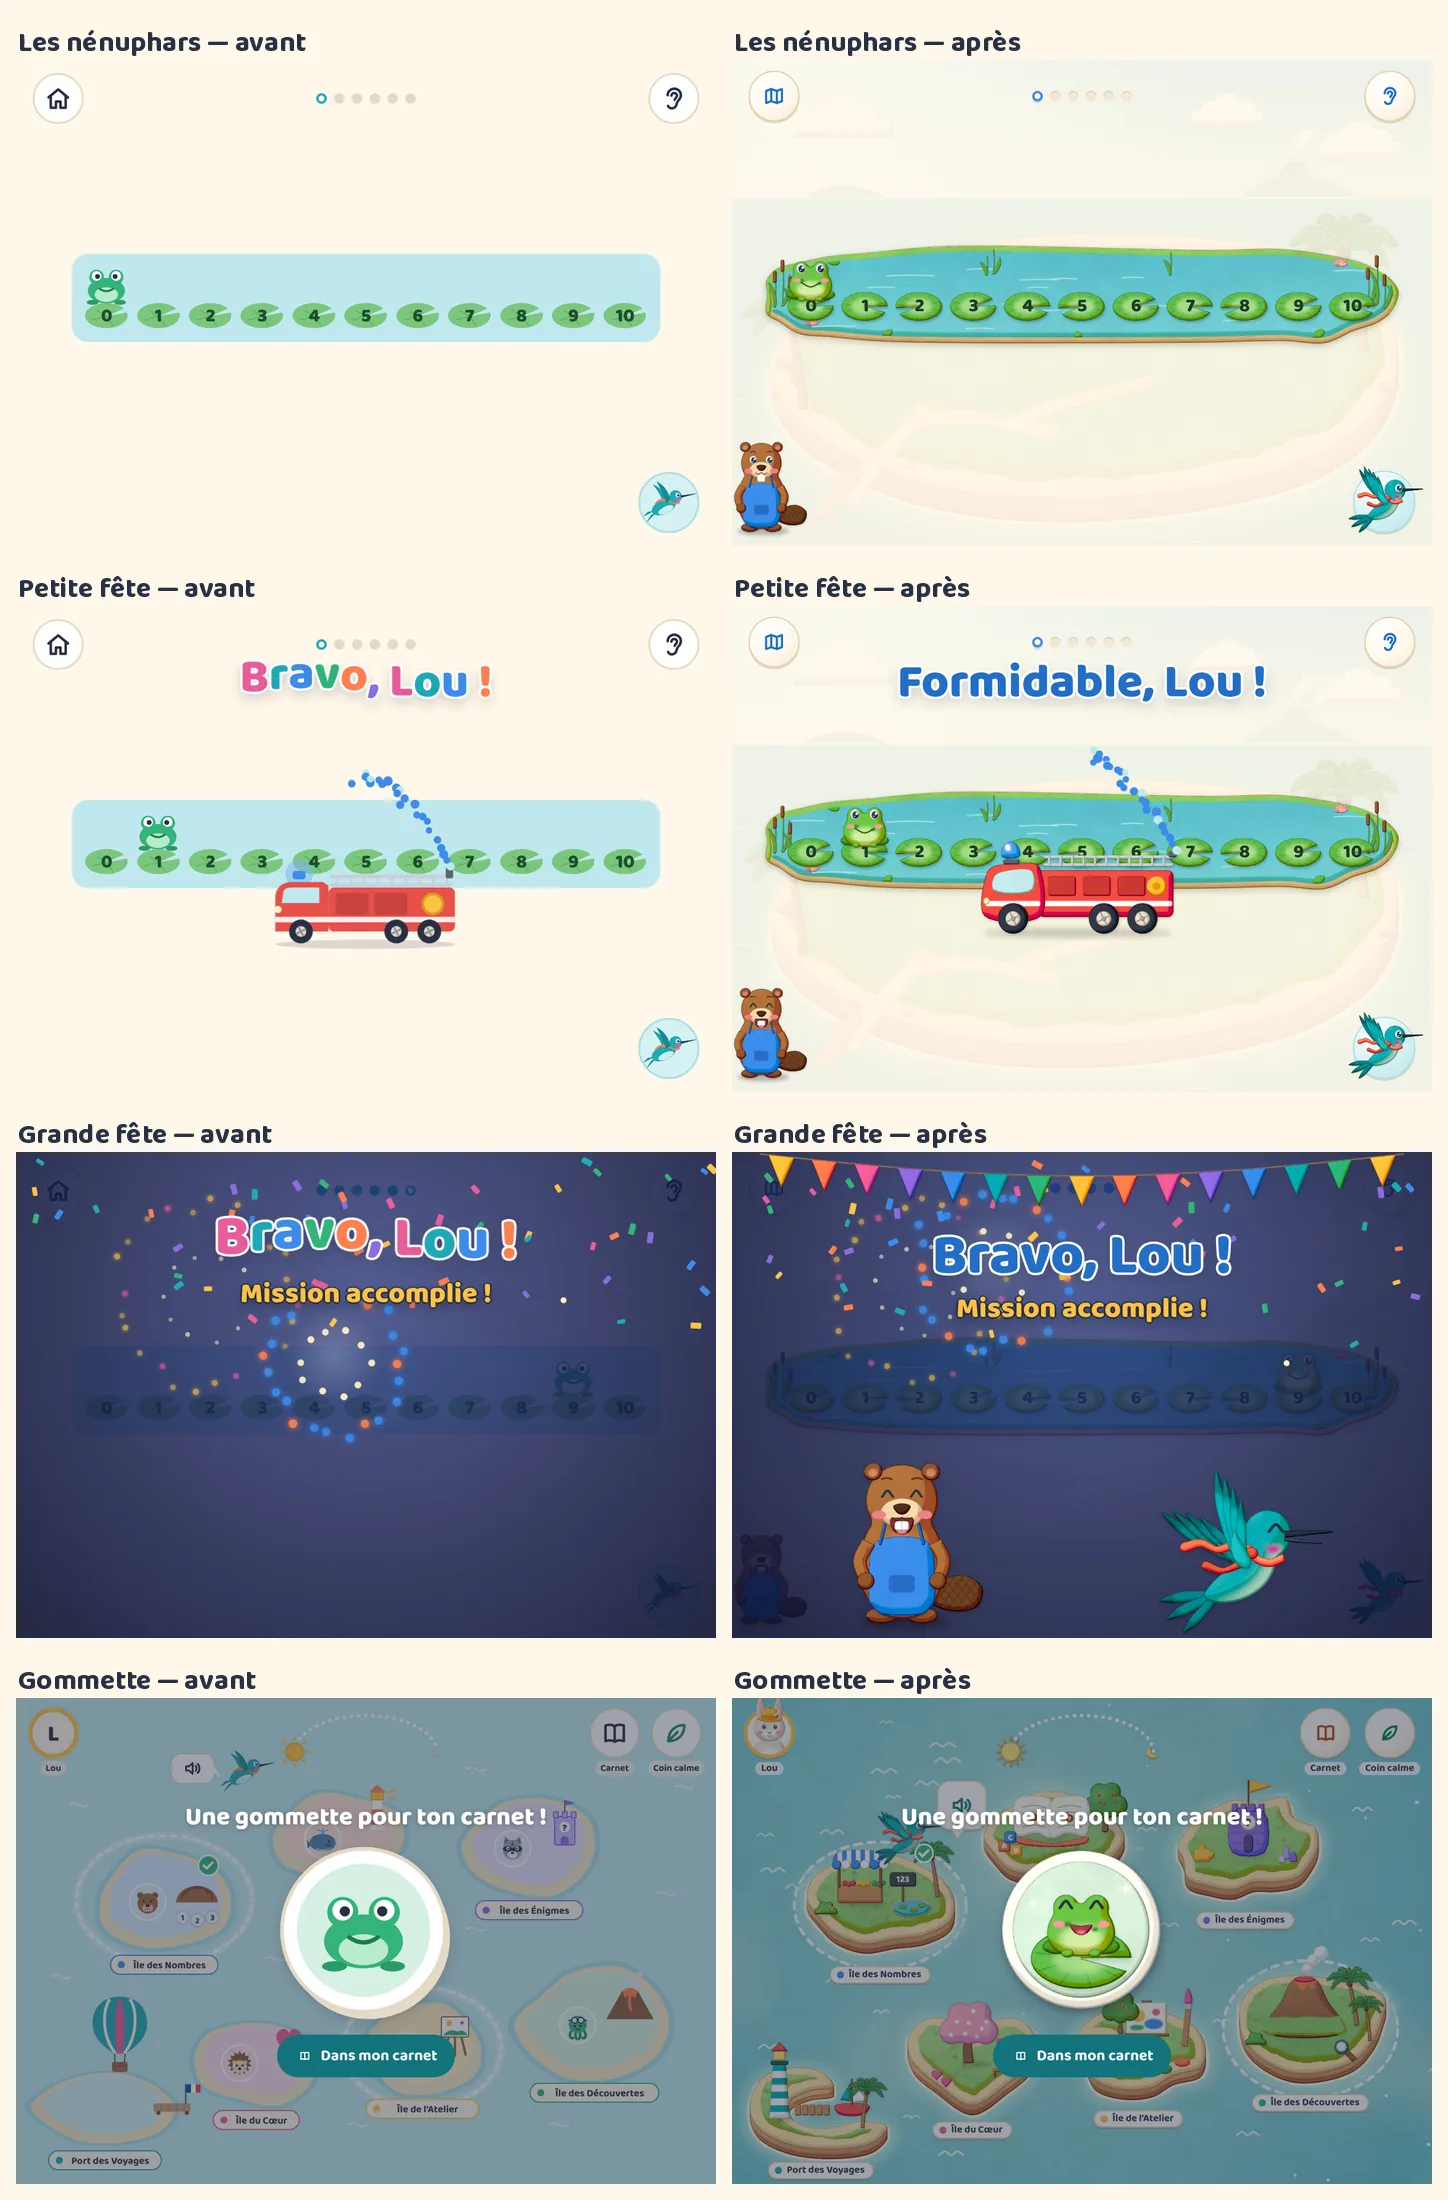 Les nénuphars — avant
Les nénuphars — après
0 1 2 3 4 5 6 7 8 9 10
0 1 2 3 4 5 6 7 8 9 10
Petite fête — avant
Petite fête — après
Bravo, Lou !
Formidable, Lou !
0 1 2 3 4 5 6 7 8 9 10
0 1 2 3 4 5 6 7 8 9 10
Grande fête — avant
Grande fête — après
Bravo, Lou !
Mission accomplie !
0 1 2 3 4 5 6 7 8 9 10
Bravo, Lou !
Mission accomplie !
0 1 2 3 4 5 6 7 8 9 10
Gommette — avant
L
Lou
Carnet
Coin calme
Une gommette pour ton carnet !
?
Île des Énigmes
1 2 3
Île des Nombres
Dans mon carnet
Île des Découvertes
Île de l'Atelier
Île du Cœur
Port des Voyages
Gommette — après
Lou
Carnet
Coin calme
Une gommette pour ton carnet !
A B C
123
Île des Énigmes
Île des Nombres
Dans mon carnet
Île des Découvertes
Île de l'Atelier
Île du Cœur
Port des Voyages